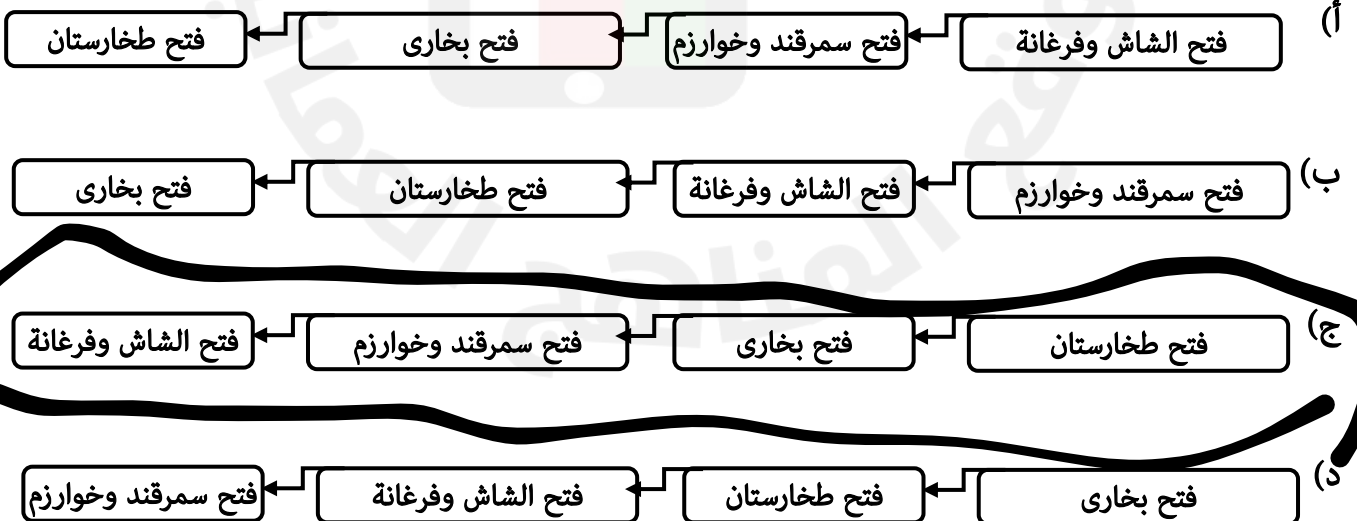 أ) فتح الشاش وفرغانة فتح سمرقند وخوارزم فتح بخارى فتح طخارستان
ب) فتح سمرقند وخوارزم فتح الشاش وفرغانة فتح طخارستان فتح بخارى
ج) فتح طخارستان فتح بخارى فتح سمرقند وخوارزم فتح الشاش وفرغانة
د) فتح بخارى فتح طخارستان فتح الشاش وفرغانة فتح سمرقند وخوارزم